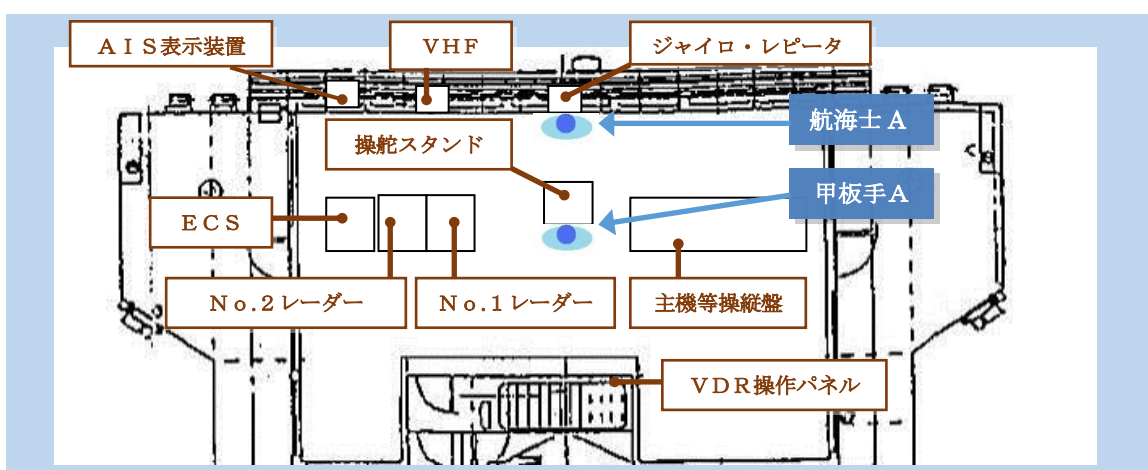 ＡＩＳ表示装置
ＶＨＦ
ジャイロ・レピータ
航海士Ａ
操舵スタンド
甲板手Ａ
ＥＣＳ
Ｎｏ.２レーダー
Ｎｏ.１レーダー
主機等操縦盤
ＶＤＲ操作パネル